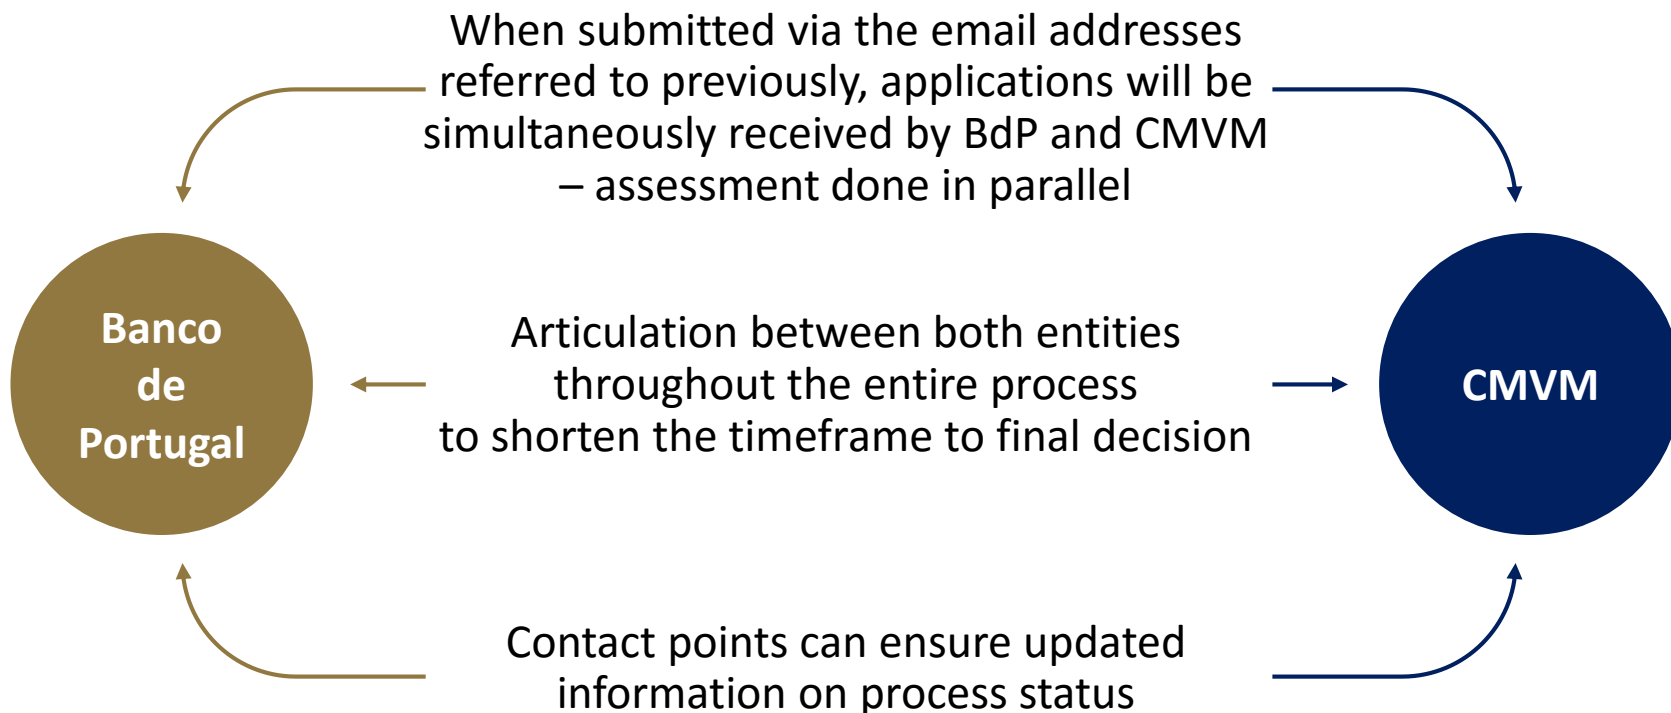 When submitted via the email addresses
referred to previously, applications will be
simultaneously received by BdP and CMVM
– assessment done in parallel
Banco
de
Portugal
Articulation between both entities
throughout the entire process
to shorten the timeframe to final decision
CMVM
Contact points can ensure updated
information on process status